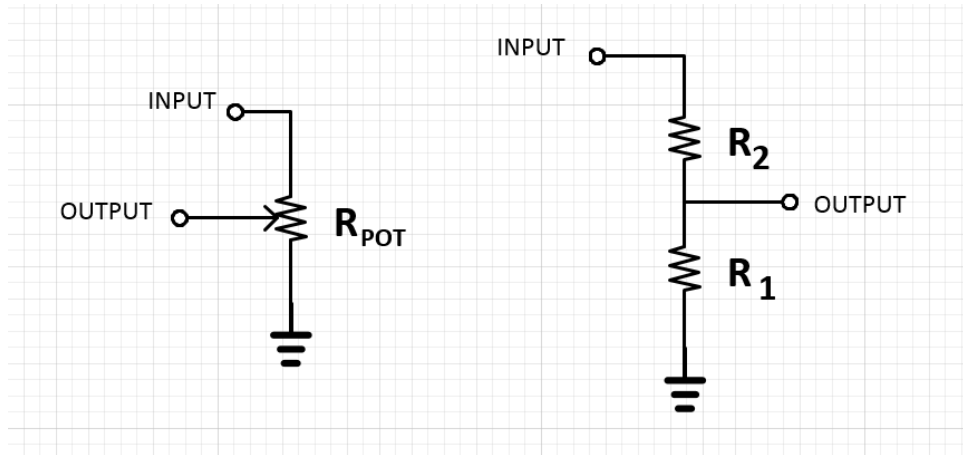 INPUT
OUTPUT
R_POT
INPUT
R_2
OUTPUT
R_1